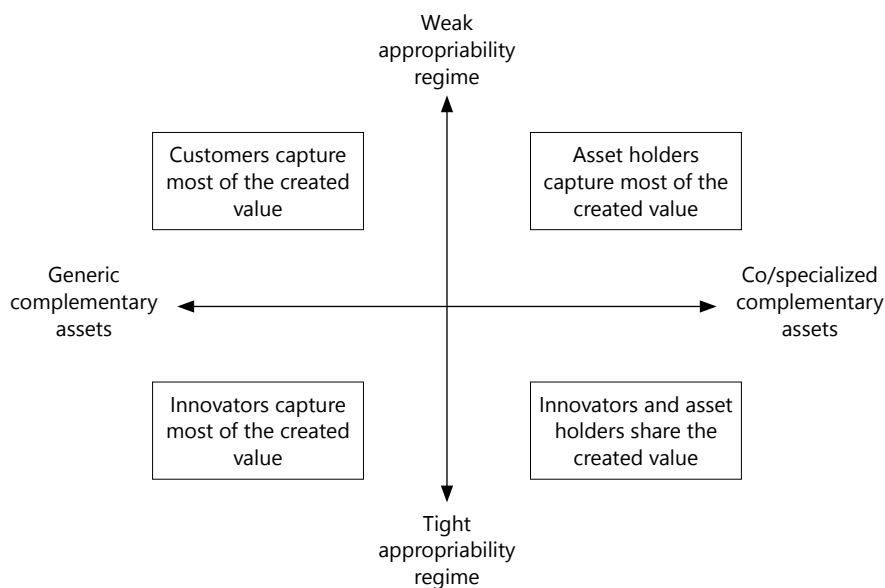 Weak
appropriability
regime
Customers capture
most of the created
value
Asset holders
capture most of the
created value
Generic
complementary
assets
Co/specialized
complementary
assets
Innovators capture
most of the created
value
Innovators and asset
holders share the
created value
Tight
appropriability
regime